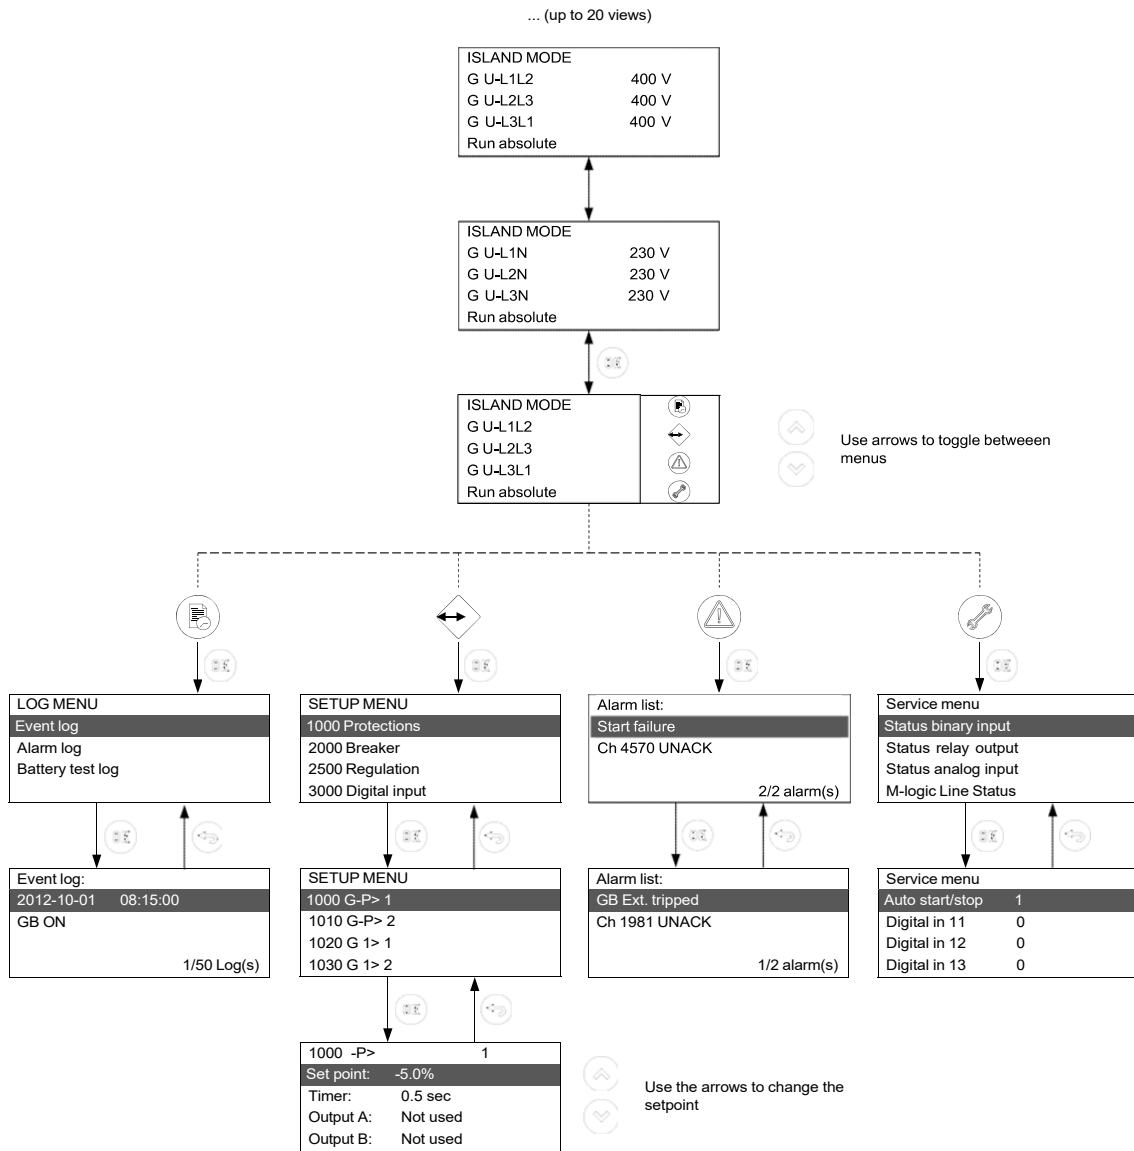 ... (up to 20 views)
ISLAND MODE
G U-L1L2 400 V
G U-L2L3 400 V
G U-L3L1 400 V
Run absolute
ISLAND MODE
G U-L1N 230 V
G U-L2N 230 V
G U-L3N 230 V
Run absolute
ISLAND MODE
G U-L1L2
G U-L2L3
G U-L3L1
Run absolute
Use arrows to toggle betweeen
menus
LOG MENU
Event log
Alarm log
Battery test log
SETUP MENU
1000 Protections
2000 Breaker
2500 Regulation
3000 Digital input
Alarm list:
Start failure
Ch 4570 UNACK
2/2 alarm(s)
Service menu
Status binary input
Status relay output
Status analog input
M-logic Line Status
Event log:
2012-10-01 08:15:00
GB ON
1/50 Log(s)
SETUP MENU
1000 G-P> 1
1010 G-P> 2
1020 G 1> 1
1030 G 1> 2
Alarm list:
GB Ext. tripped
Ch 1981 UNACK
1/2 alarm(s)
Service menu
Auto start/stop 1
Digital in 11 0
Digital in 12 0
Digital in 13 0
1000 -P> 1
Set point: -5.0%
Timer: 0.5 sec
Output A: Not used
Output B: Not used
Use the arrows to change the
setpoint